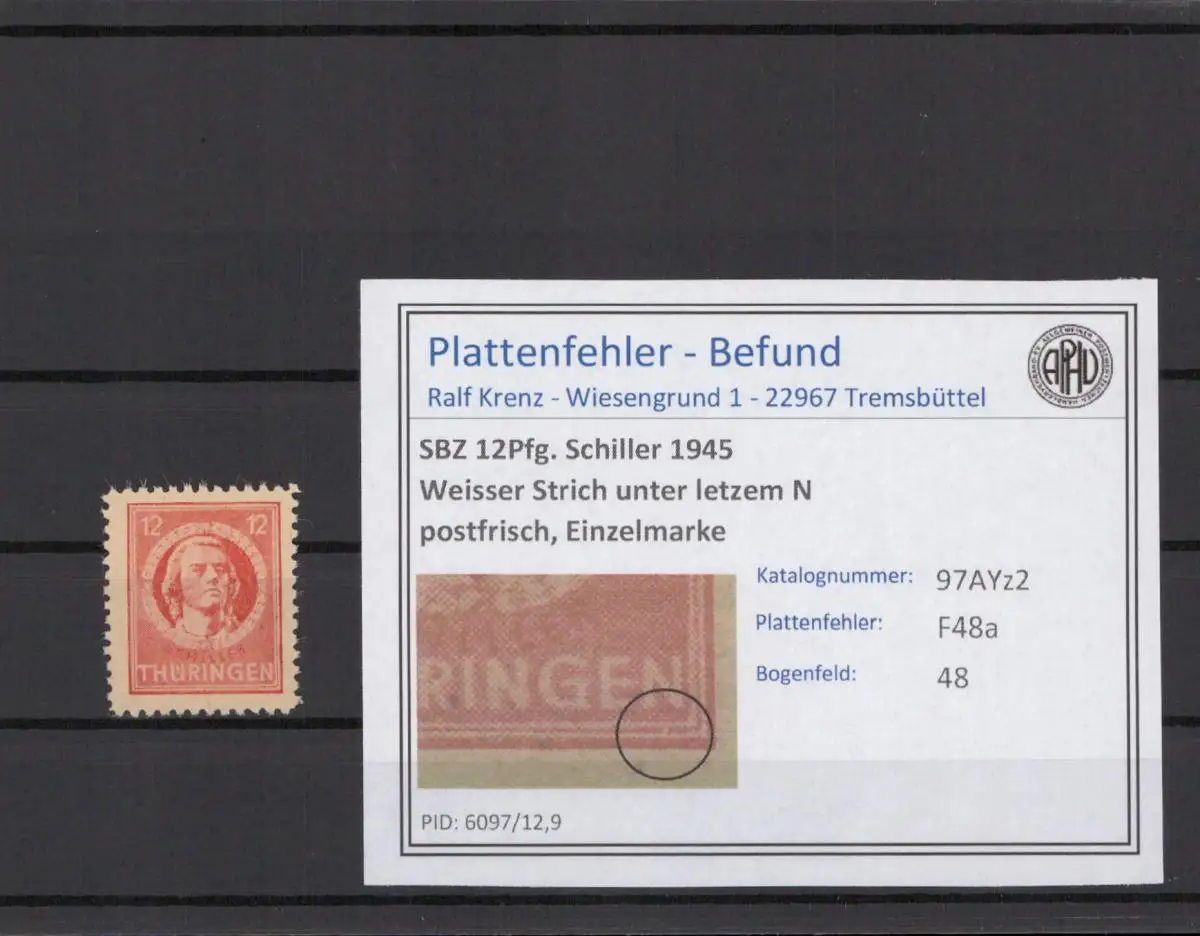 12 12
SCHILLER
THÜRINGEN
Plattenfehler - Befund
Ralf Krenz - Wiesengrund 1 - 22967 Tremsbüttel
APHV
SBZ 12Pfg. Schiller 1945
Weisser Strich unter letzem N
postfrisch, Einzelmarke
RINGEN
Katalognummer: 97AYz2
Plattenfehler: F48a
Bogenfeld: 48
PID: 6097/12,9